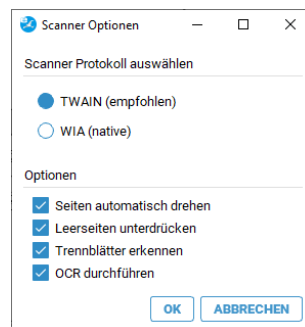 Scanner Optionen
Scanner Protokoll auswählen
TWAIN (empfohlen)
WIA (native)
Optionen
Seiten automatisch drehen
Leerseiten unterdrücken
Trennblätter erkennen
OCR durchführen
OK ABBRECHEN